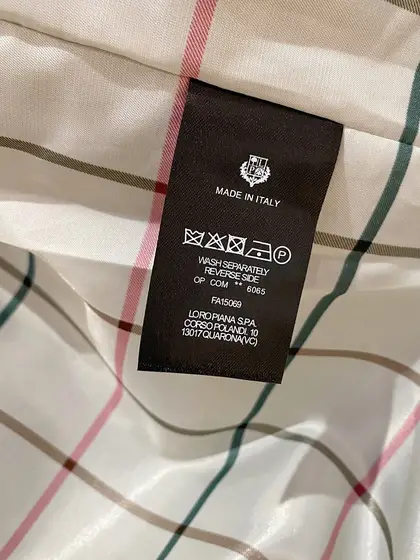 MADE IN ITALY
P
WASH SEPARATELY
REVERSE SIDE
OP COM ** 6065
FA15069
LORO PIANA S.P.A.
CORSO POLANDI, 10
13017 QUARONA(VC)